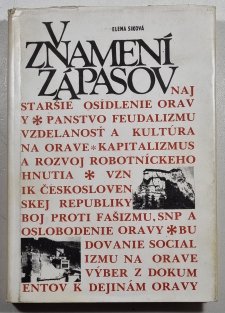 V
ELENA SIKOVÁ
ZNAMENÍ
ZÁPASOV
NAJ
STARŠIE OSÍDLENIE ORAV
Y * PANSTVO FEUDALIZMU
VZDELANOSŤ A KULTÚRA
NA ORAVE * KAPITALIZMUS
A ROZVOJ ROBOTNÍCKEHO
HNUTIA * VZN
IK ČESKOSLOVEN
SKEJ REPUBLIKY
BOJ PROTI FAŠIZMU, SNP A
OSLOBODENIE ORAVY * BU
DOVANIE SOCIAL
IZMU NA ORAVE
VÝBER Z DOKUM
ENTOV K DEJINÁM ORAVY